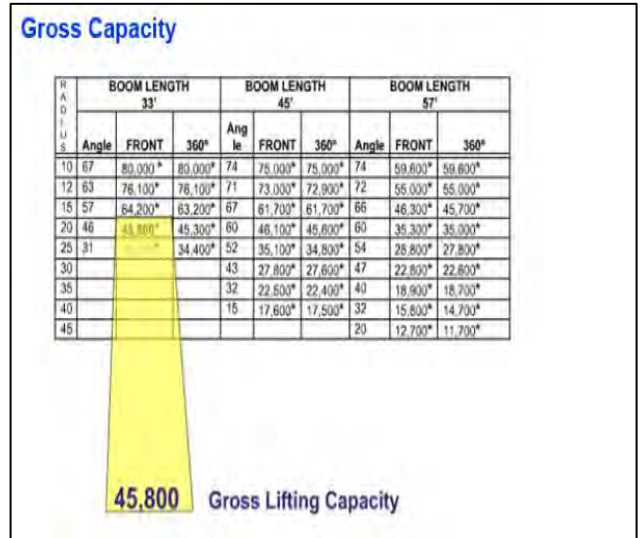 Gross Capacity
RADIUS BOOM LENGTH 33' BOOM LENGTH 45' BOOM LENGTH 57'
Angle FRONT 360° Angle FRONT 360° Angle FRONT 360°
10 67 80,000* 80,000* 74 75,000* 75,000* 74 59,600* 59,600*
12 63 76,100* 76,100* 71 73,000* 72,900* 72 55,000* 55,000*
15 57 64,200* 63,200* 67 61,700* 61,700* 66 46,300* 45,700*
20 46 45,800* 45,300* 60 46,100* 45,600* 60 35,300* 35,000*
25 31 34,400* 52 35,100* 34,800* 54 28,800* 27,800*
30 43 27,800* 27,600* 47 22,800* 22,600*
35 32 22,500* 22,400* 40 18,900* 18,700*
40 15 17,600* 17,500* 32 15,800* 14,700*
45 20 12,700* 11,700*
45,800 Gross Lifting Capacity